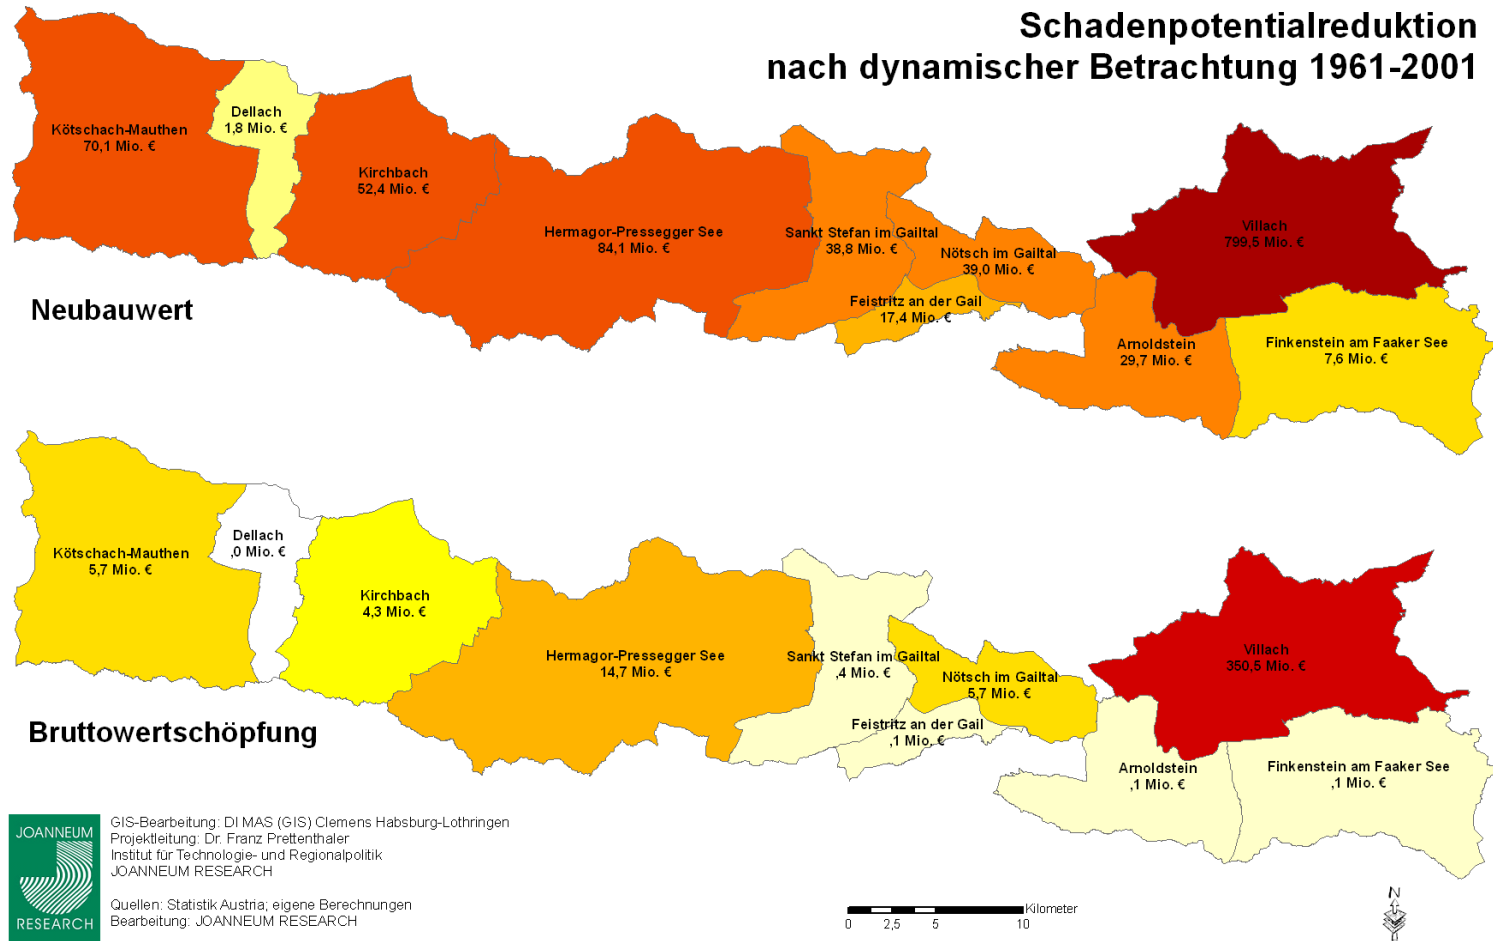 Schadenpotentialreduktion
nach dynamischer Betrachtung 1961-2001
Kötschach-Mauthen
70,1 Mio. €
Dellach
1,8 Mio. €
Kirchbach
52,4 Mio. €
Hermagor-Pressegger See
84,1 Mio. €
Sankt Stefan im Gailtal
38,8 Mio. €
Nötsch im Gailtal
39,0 Mio. €
Feistritz an der Gail
17,4 Mio. €
Villach
799,5 Mio. €
Arnoldstein
29,7 Mio. €
Finkenstein am Faaker See
7,6 Mio. €
Neubauwert
Kötschach-Mauthen
5,7 Mio. €
Dellach
,0 Mio. €
Kirchbach
4,3 Mio. €
Hermagor-Pressegger See
14,7 Mio. €
Sankt Stefan im Gailtal
,4 Mio. €
Nötsch im Gailtal
5,7 Mio. €
Feistritz an der Gail
,1 Mio. €
Villach
350,5 Mio. €
Arnoldstein
,1 Mio. €
Finkenstein am Faaker See
,1 Mio. €
Bruttowertschöpfung
JOANNEUM
RESEARCH
GIS-Bearbeitung: DI MAS (GIS) Clemens Habsburg-Lothringen
Projektleitung: Dr. Franz Prettenthaler
Institut für Technologie- und Regionalpolitik
JOANNEUM RESEARCH
Quellen: Statistik Austria; eigene Berechnungen
Bearbeitung: JOANNEUM RESEARCH
Kilometer
0 2,5 5 10
N